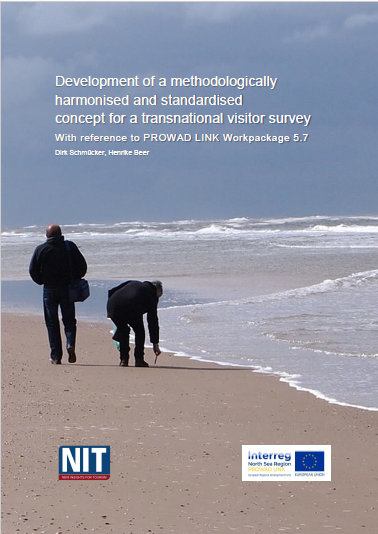 Development of a methodologically
harmonised and standardised
concept for a transnational visitor survey
With reference to PROWAD LINK Workpackage 5.7
Dirk Schmücker, Henrike Beer
NIT
NEW INSIGHTS FOR TOURISM
Interreg
North Sea Region
PROWAD LINK
EUROPEAN UNION